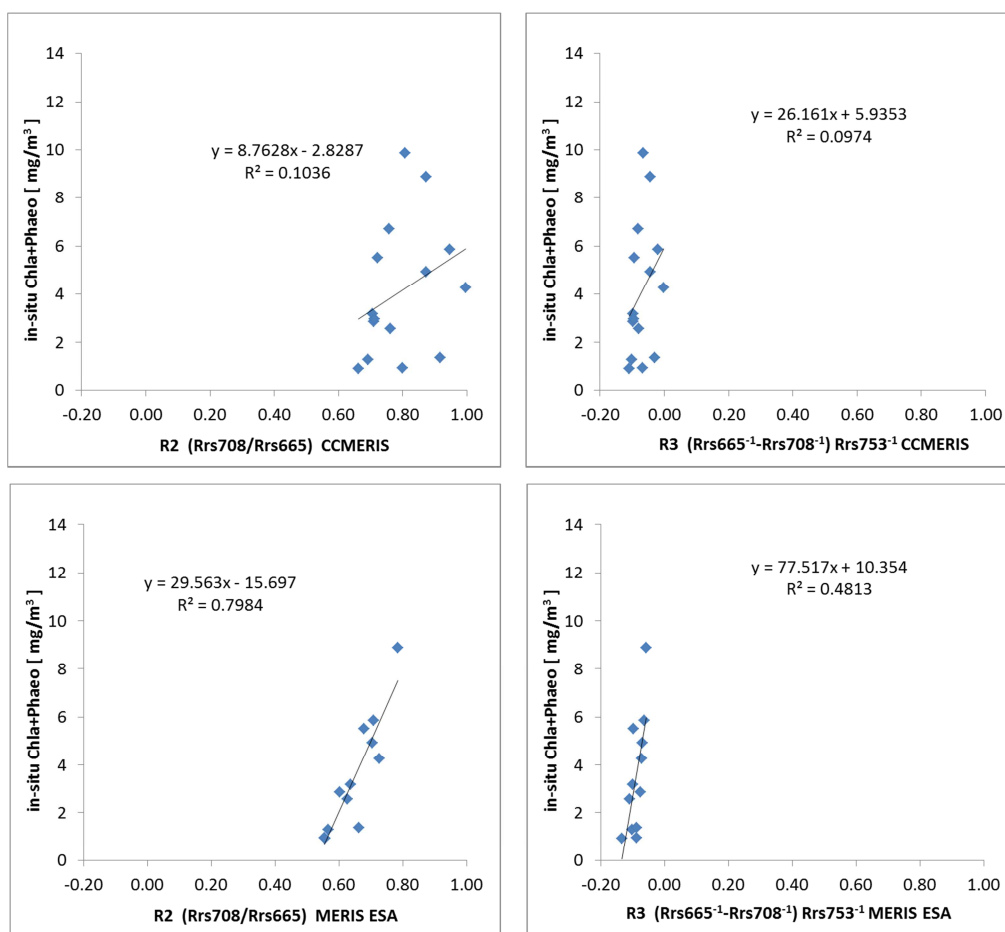 14
12
10
8
6
4
2
0
in-situ Chla+Phaeo [ mg/m³ ]
y = 8.7628x - 2.8287
R² = 0.1036
-0.20 0.00 0.20 0.40 0.60 0.80 1.00
R2 (Rrs708/Rrs665) CCMERIS
14
12
10
8
6
4
2
0
in-situ Chla+Phaeo [ mg/m³ ]
y = 26.161x + 5.9353
R² = 0.0974
-0.20 0.00 0.20 0.40 0.60 0.80 1.00
R3 (Rrs665⁻¹-Rrs708⁻¹) Rrs753⁻¹ CCMERIS
14
12
10
8
6
4
2
0
in-situ Chla+Phaeo [ mg/m³ ]
y = 29.563x - 15.697
R² = 0.7984
-0.20 0.00 0.20 0.40 0.60 0.80 1.00
R2 (Rrs708/Rrs665) MERIS ESA
14
12
10
8
6
4
2
0
in-situ Chla+Phaeo [ mg/m³ ]
y = 77.517x + 10.354
R² = 0.4813
-0.20 0.00 0.20 0.40 0.60 0.80 1.00
R3 (Rrs665⁻¹-Rrs708⁻¹) Rrs753⁻¹ MERIS ESA